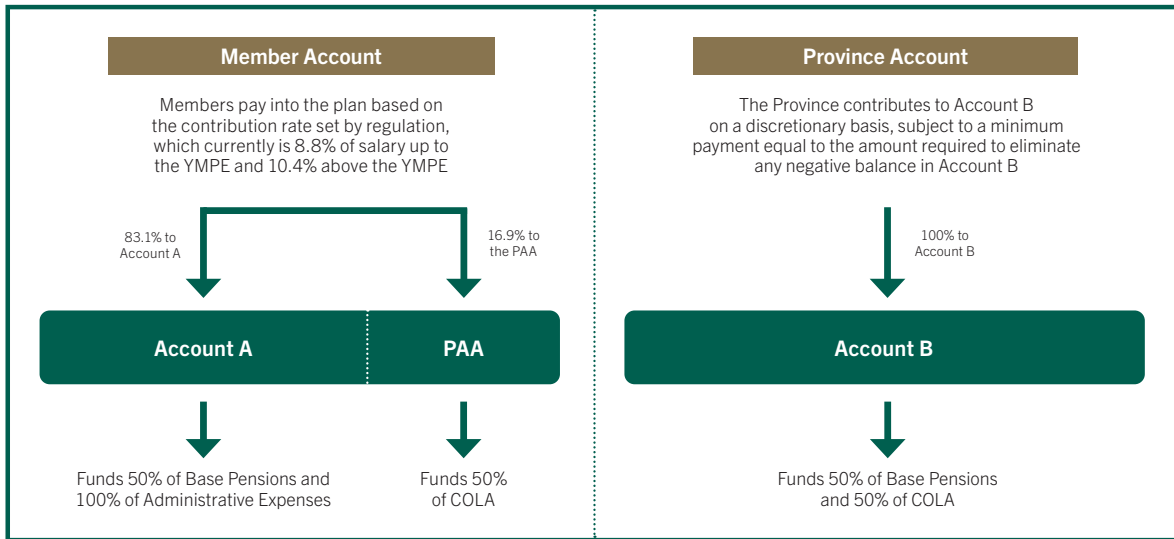 Member Account
Members pay into the plan based on
the contribution rate set by regulation,
which currently is 8.8% of salary up to
the YMPE and 10.4% above the YMPE
83.1% to
Account A
16.9% to
the PAA
Account A
PAA
Funds 50% of Base Pensions and
100% of Administrative Expenses
Funds 50%
of COLA
Province Account
The Province contributes to Account B
on a discretionary basis, subject to a minimum
payment equal to the amount required to eliminate
any negative balance in Account B
100% to
Account B
Account B
Funds 50% of Base Pensions
and 50% of COLA